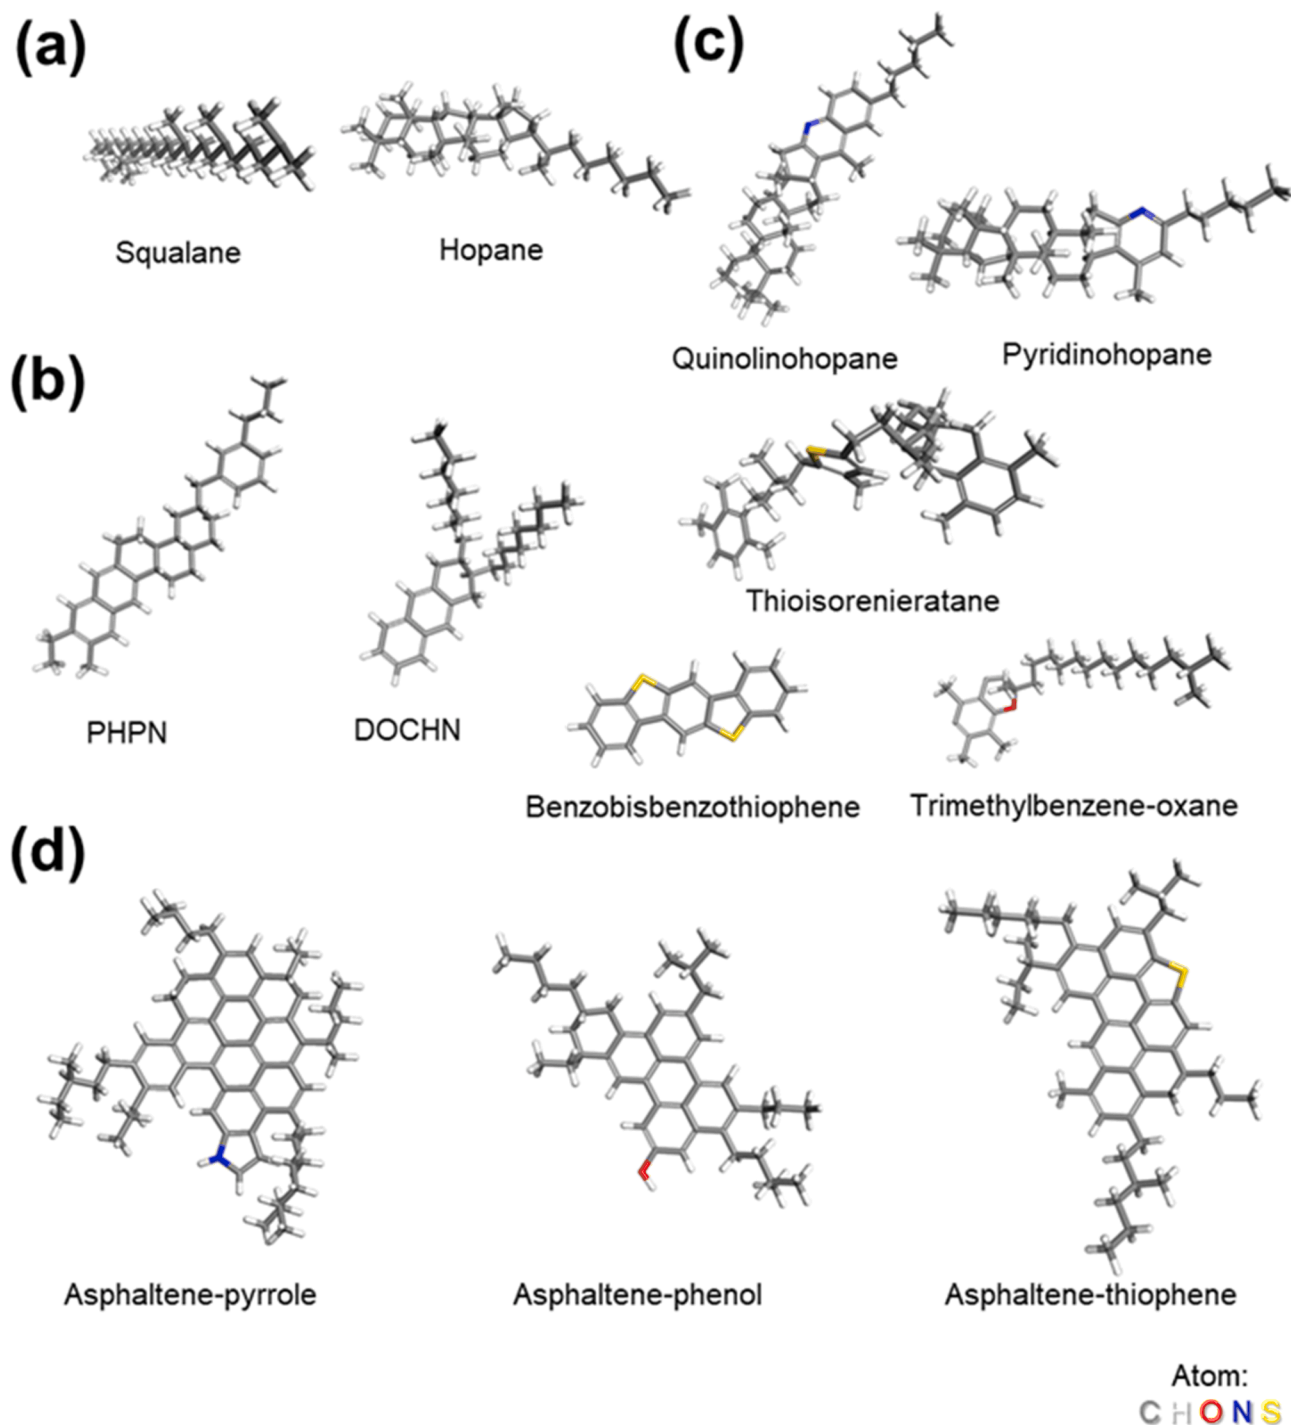 (a)
Squalane
Hopane
(c)
Quinolinohopane
Pyridinohopane
(b)
PHPN
DOCHN
Thioisorenieratane
Benzobisbenzothiophene
Trimethylbenzene-oxane
(d)
Asphaltene-pyrrole
Asphaltene-phenol
Asphaltene-thiophene
Atom:
C H O N S